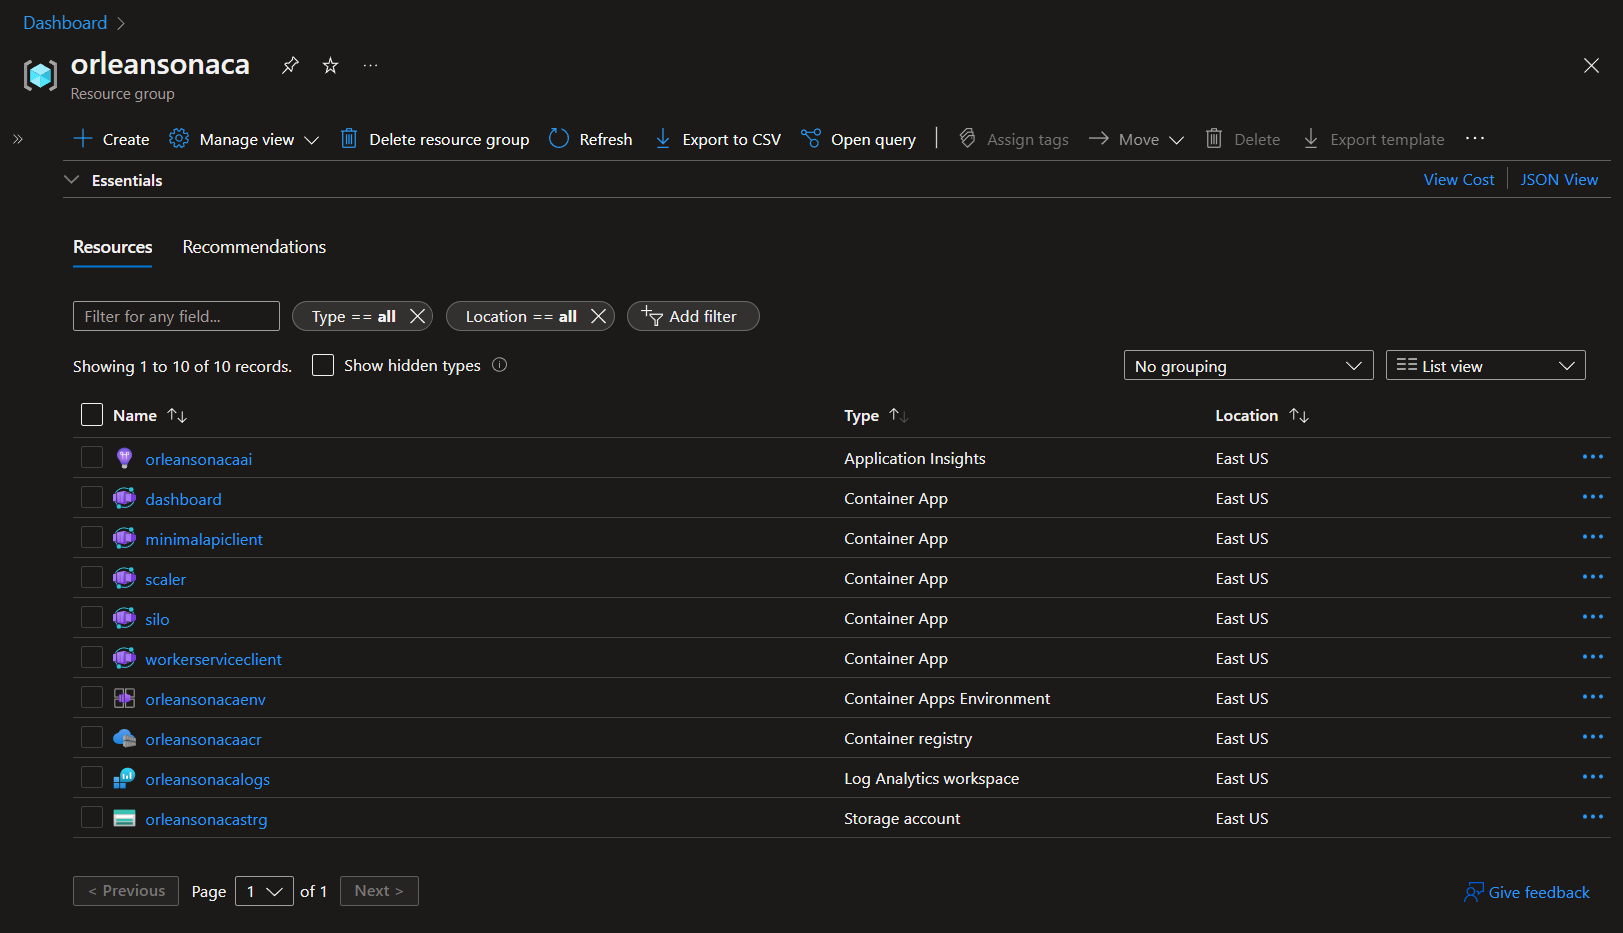 Dashboard
orleansonaca
Resource group
Create Manage view Delete resource group Refresh Export to CSV Open query Assign tags Move Delete Export template
Essentials View Cost JSON View
Resources Recommendations
Filter for any field... Type == all Location == all Add filter
Showing 1 to 10 of 10 records. Show hidden types No grouping List view
Name Type Location
orleansonacaai Application Insights East US
dashboard Container App East US
minimalapiclient Container App East US
scaler Container App East US
silo Container App East US
workerserviceclient Container App East US
orleansonacaenv Container Apps Environment East US
orleansonacaacr Container registry East US
orleansonacalogs Log Analytics workspace East US
orleansonacastrg Storage account East US
< Previous Page 1 of 1 Next > Give feedback